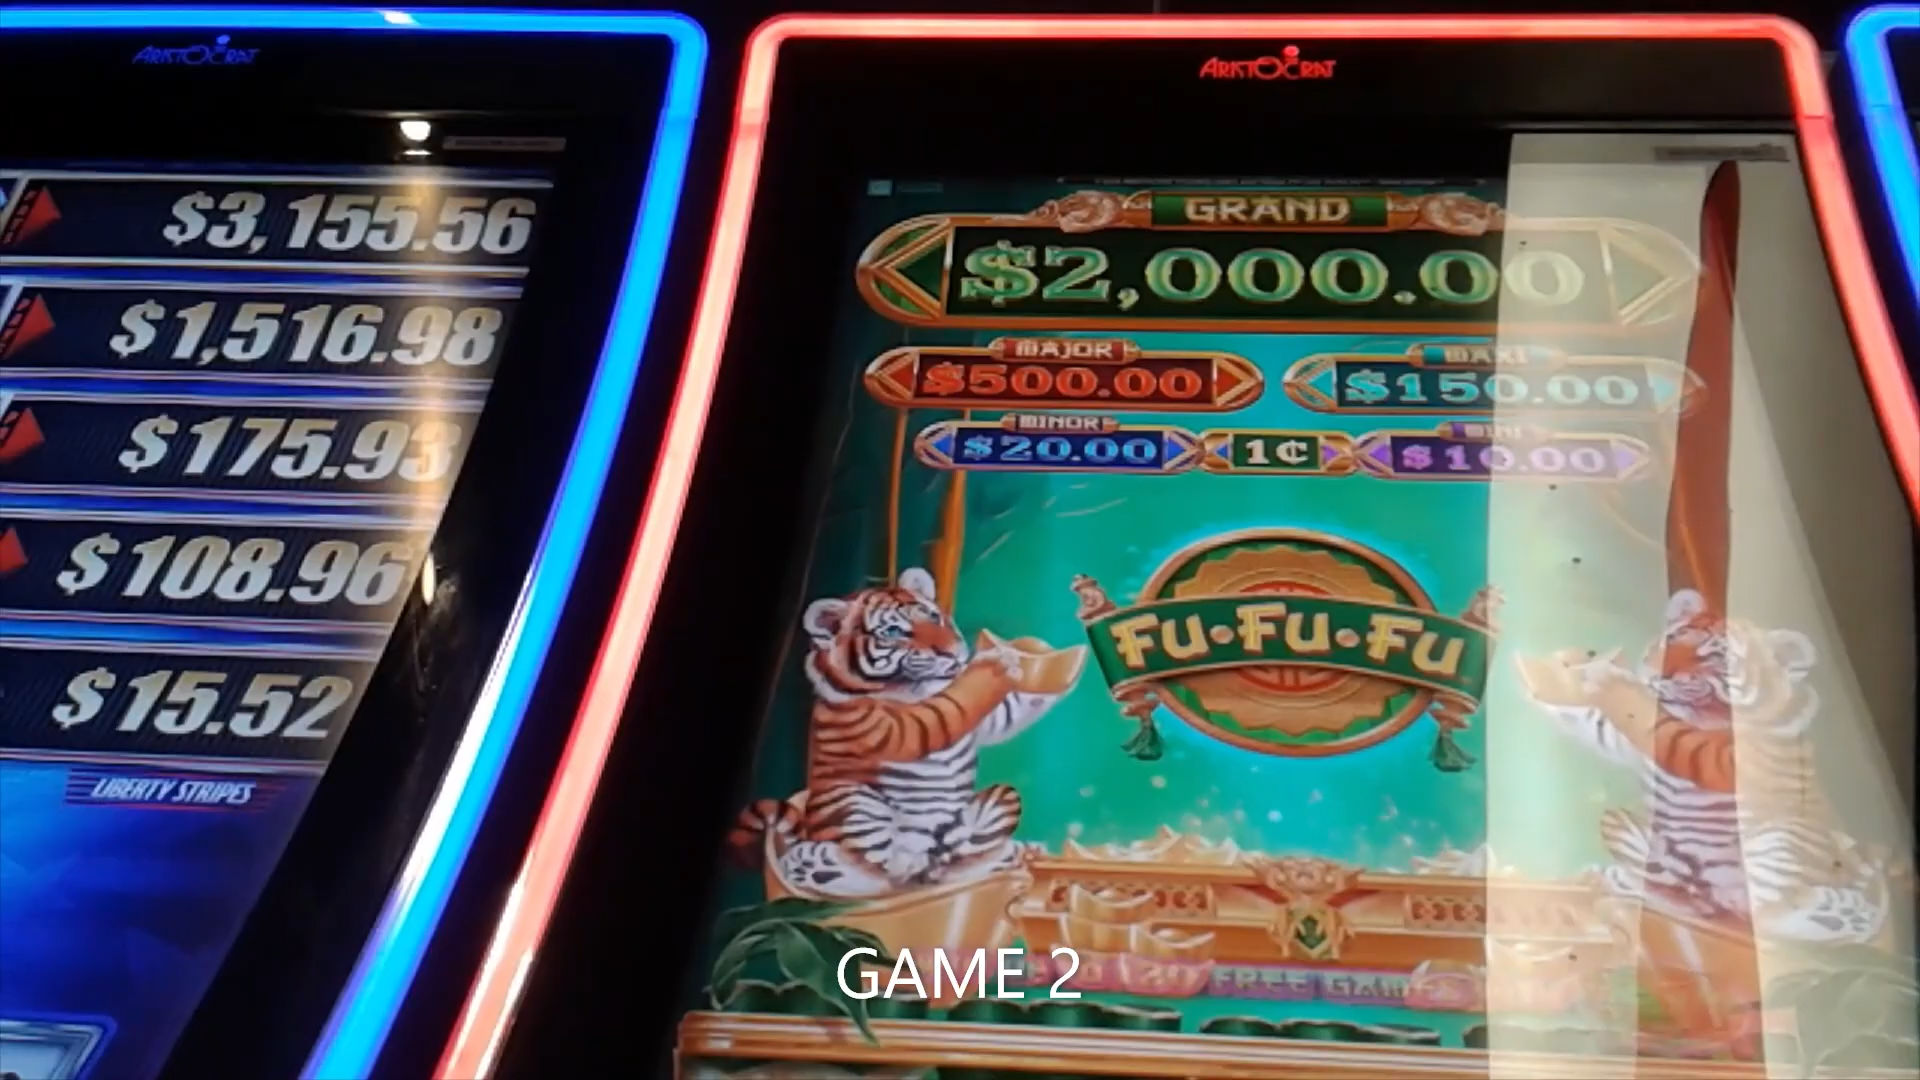 ARISTOCRAT
$3,155.56
$1,516.98
$175.93
$108.96
$15.52
LIBERTY STRIPES
ARISTOCRAT
GRAND
$2,000.00
MAJOR
$500.00
MAXI
$150.00
MINOR
$20.00
1¢
MINI
$10.00
FU•FU•FU
120 FREE GAMES
GAME 2